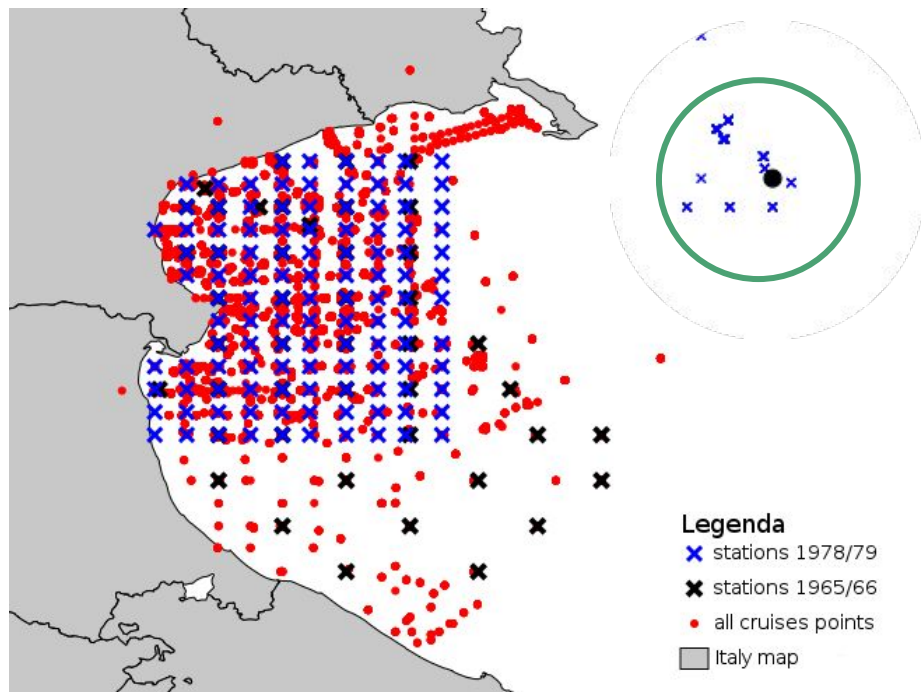 Legenda
stations 1978/79
stations 1965/66
all cruises points
Italy map